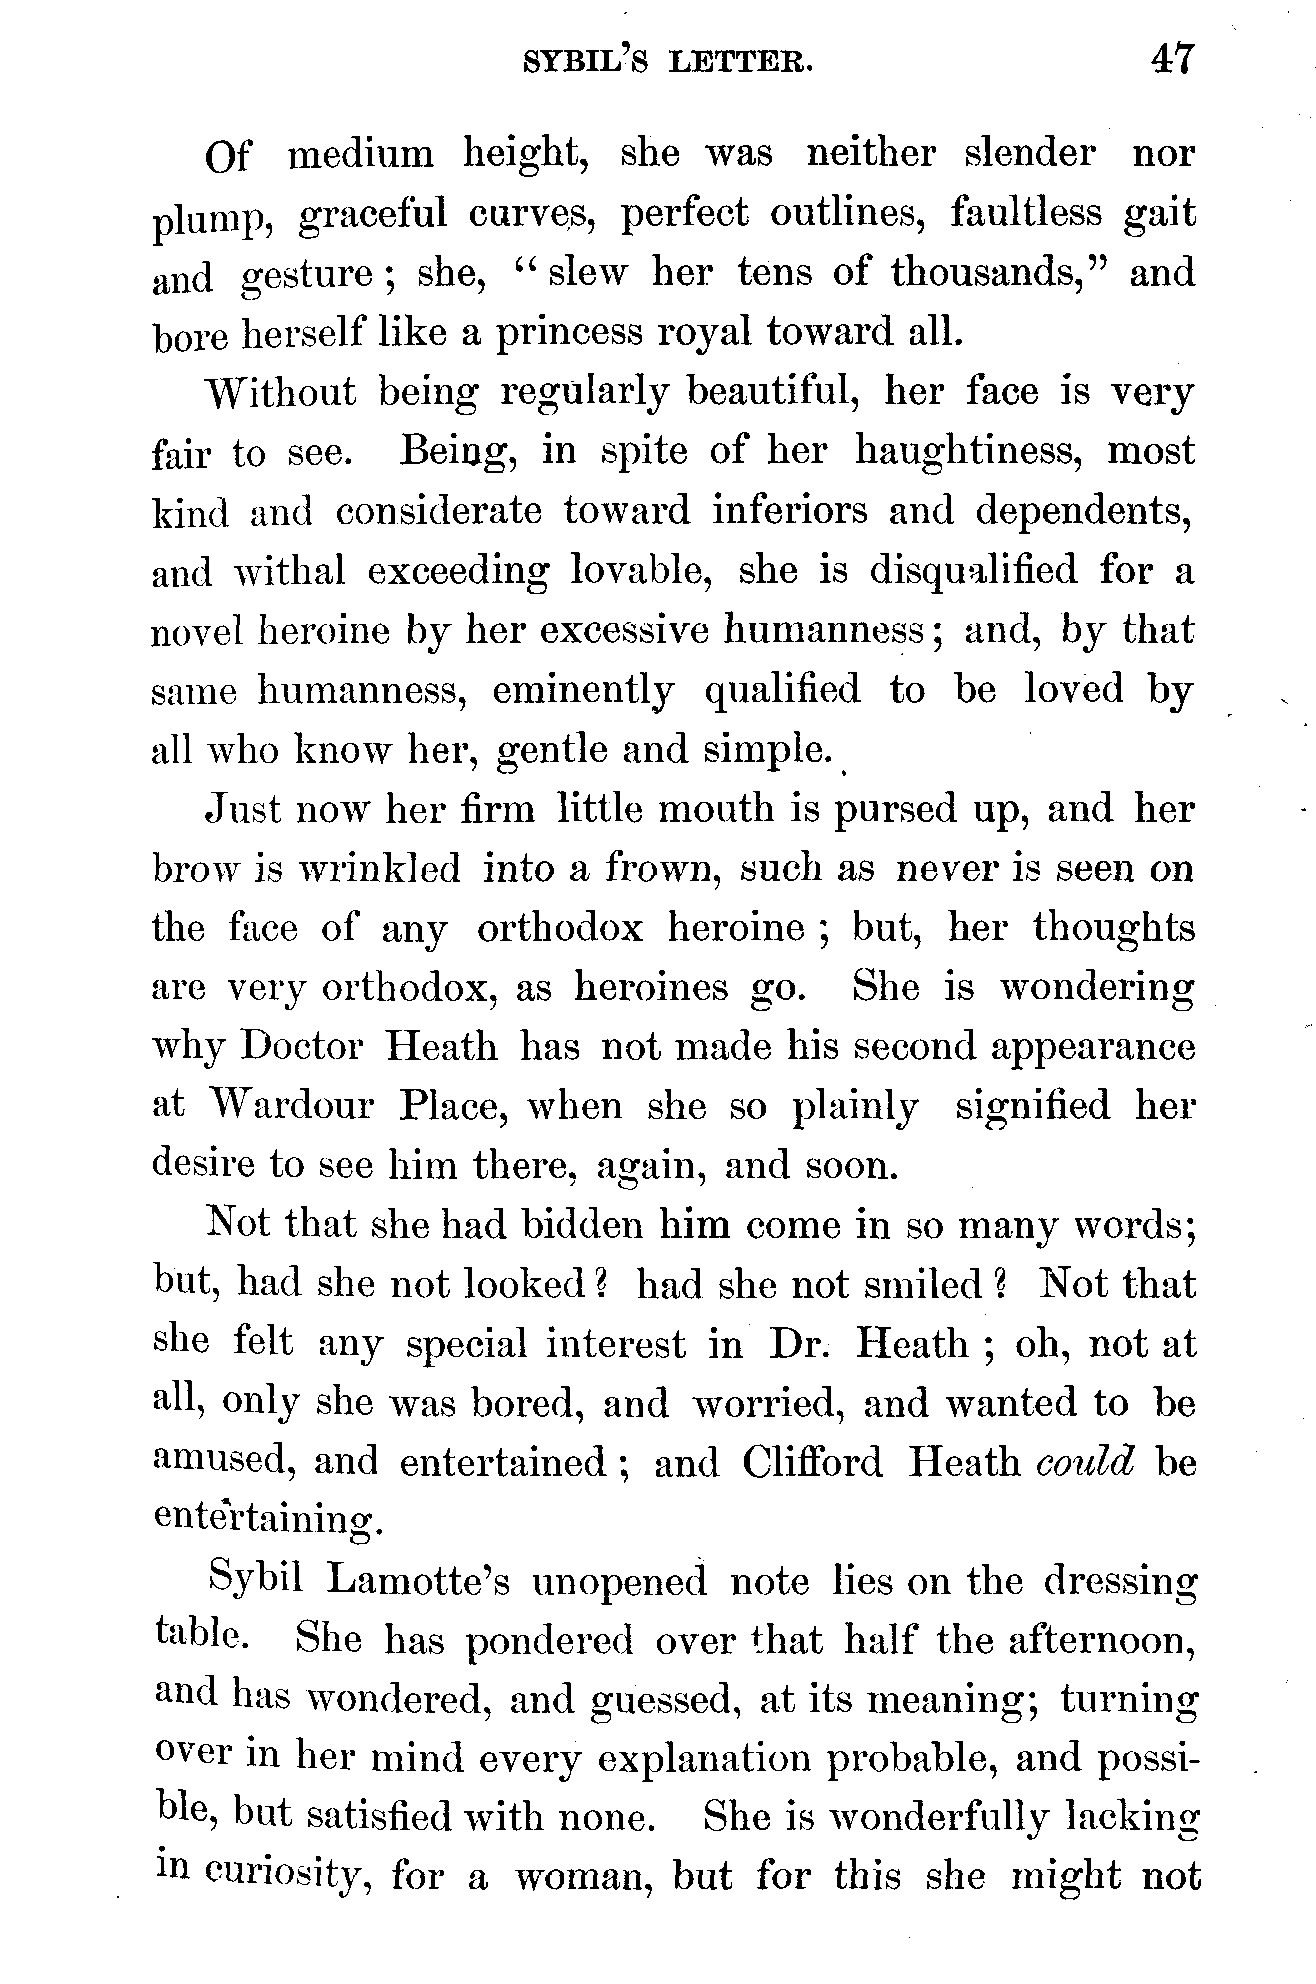 SYBIL'S LETTER. 47
Of medium height, she was neither slender nor
plump, graceful curves, perfect outlines, faultless gait
and gesture ; she, “ slew her tens of thousands,” and
bore herself like a princess royal toward all.
Without being regularly beautiful, her face is very
fair to see. Being, in spite of her haughtiness, most
kind and considerate toward inferiors and dependents,
and withal exceeding lovable, she is disqualified for a
novel heroine by her excessive humanness ; and, by that
same humanness, eminently qualified to be loved by
all who know her, gentle and simple.
Just now her firm little mouth is pursed up, and her
brow is wrinkled into a frown, such as never is seen on
the face of any orthodox heroine ; but, her thoughts
are very orthodox, as heroines go. She is wondering
why Doctor Heath has not made his second appearance
at Wardour Place, when she so plainly signified her
desire to see him there, again, and soon.
Not that she had bidden him come in so many words;
but, had she not looked ? had she not smiled ? Not that
she felt any special interest in Dr. Heath ; oh, not at
all, only she was bored, and worried, and wanted to be
amused, and entertained ; and Clifford Heath could be
entertaining.
Sybil Lamotte's unopened note lies on the dressing
table. She has pondered over that half the afternoon,
and has wondered, and guessed, at its meaning; turning
over in her mind every explanation probable, and possi-
ble, but satisfied with none. She is wonderfully lacking
in curiosity, for a woman, but for this she might not